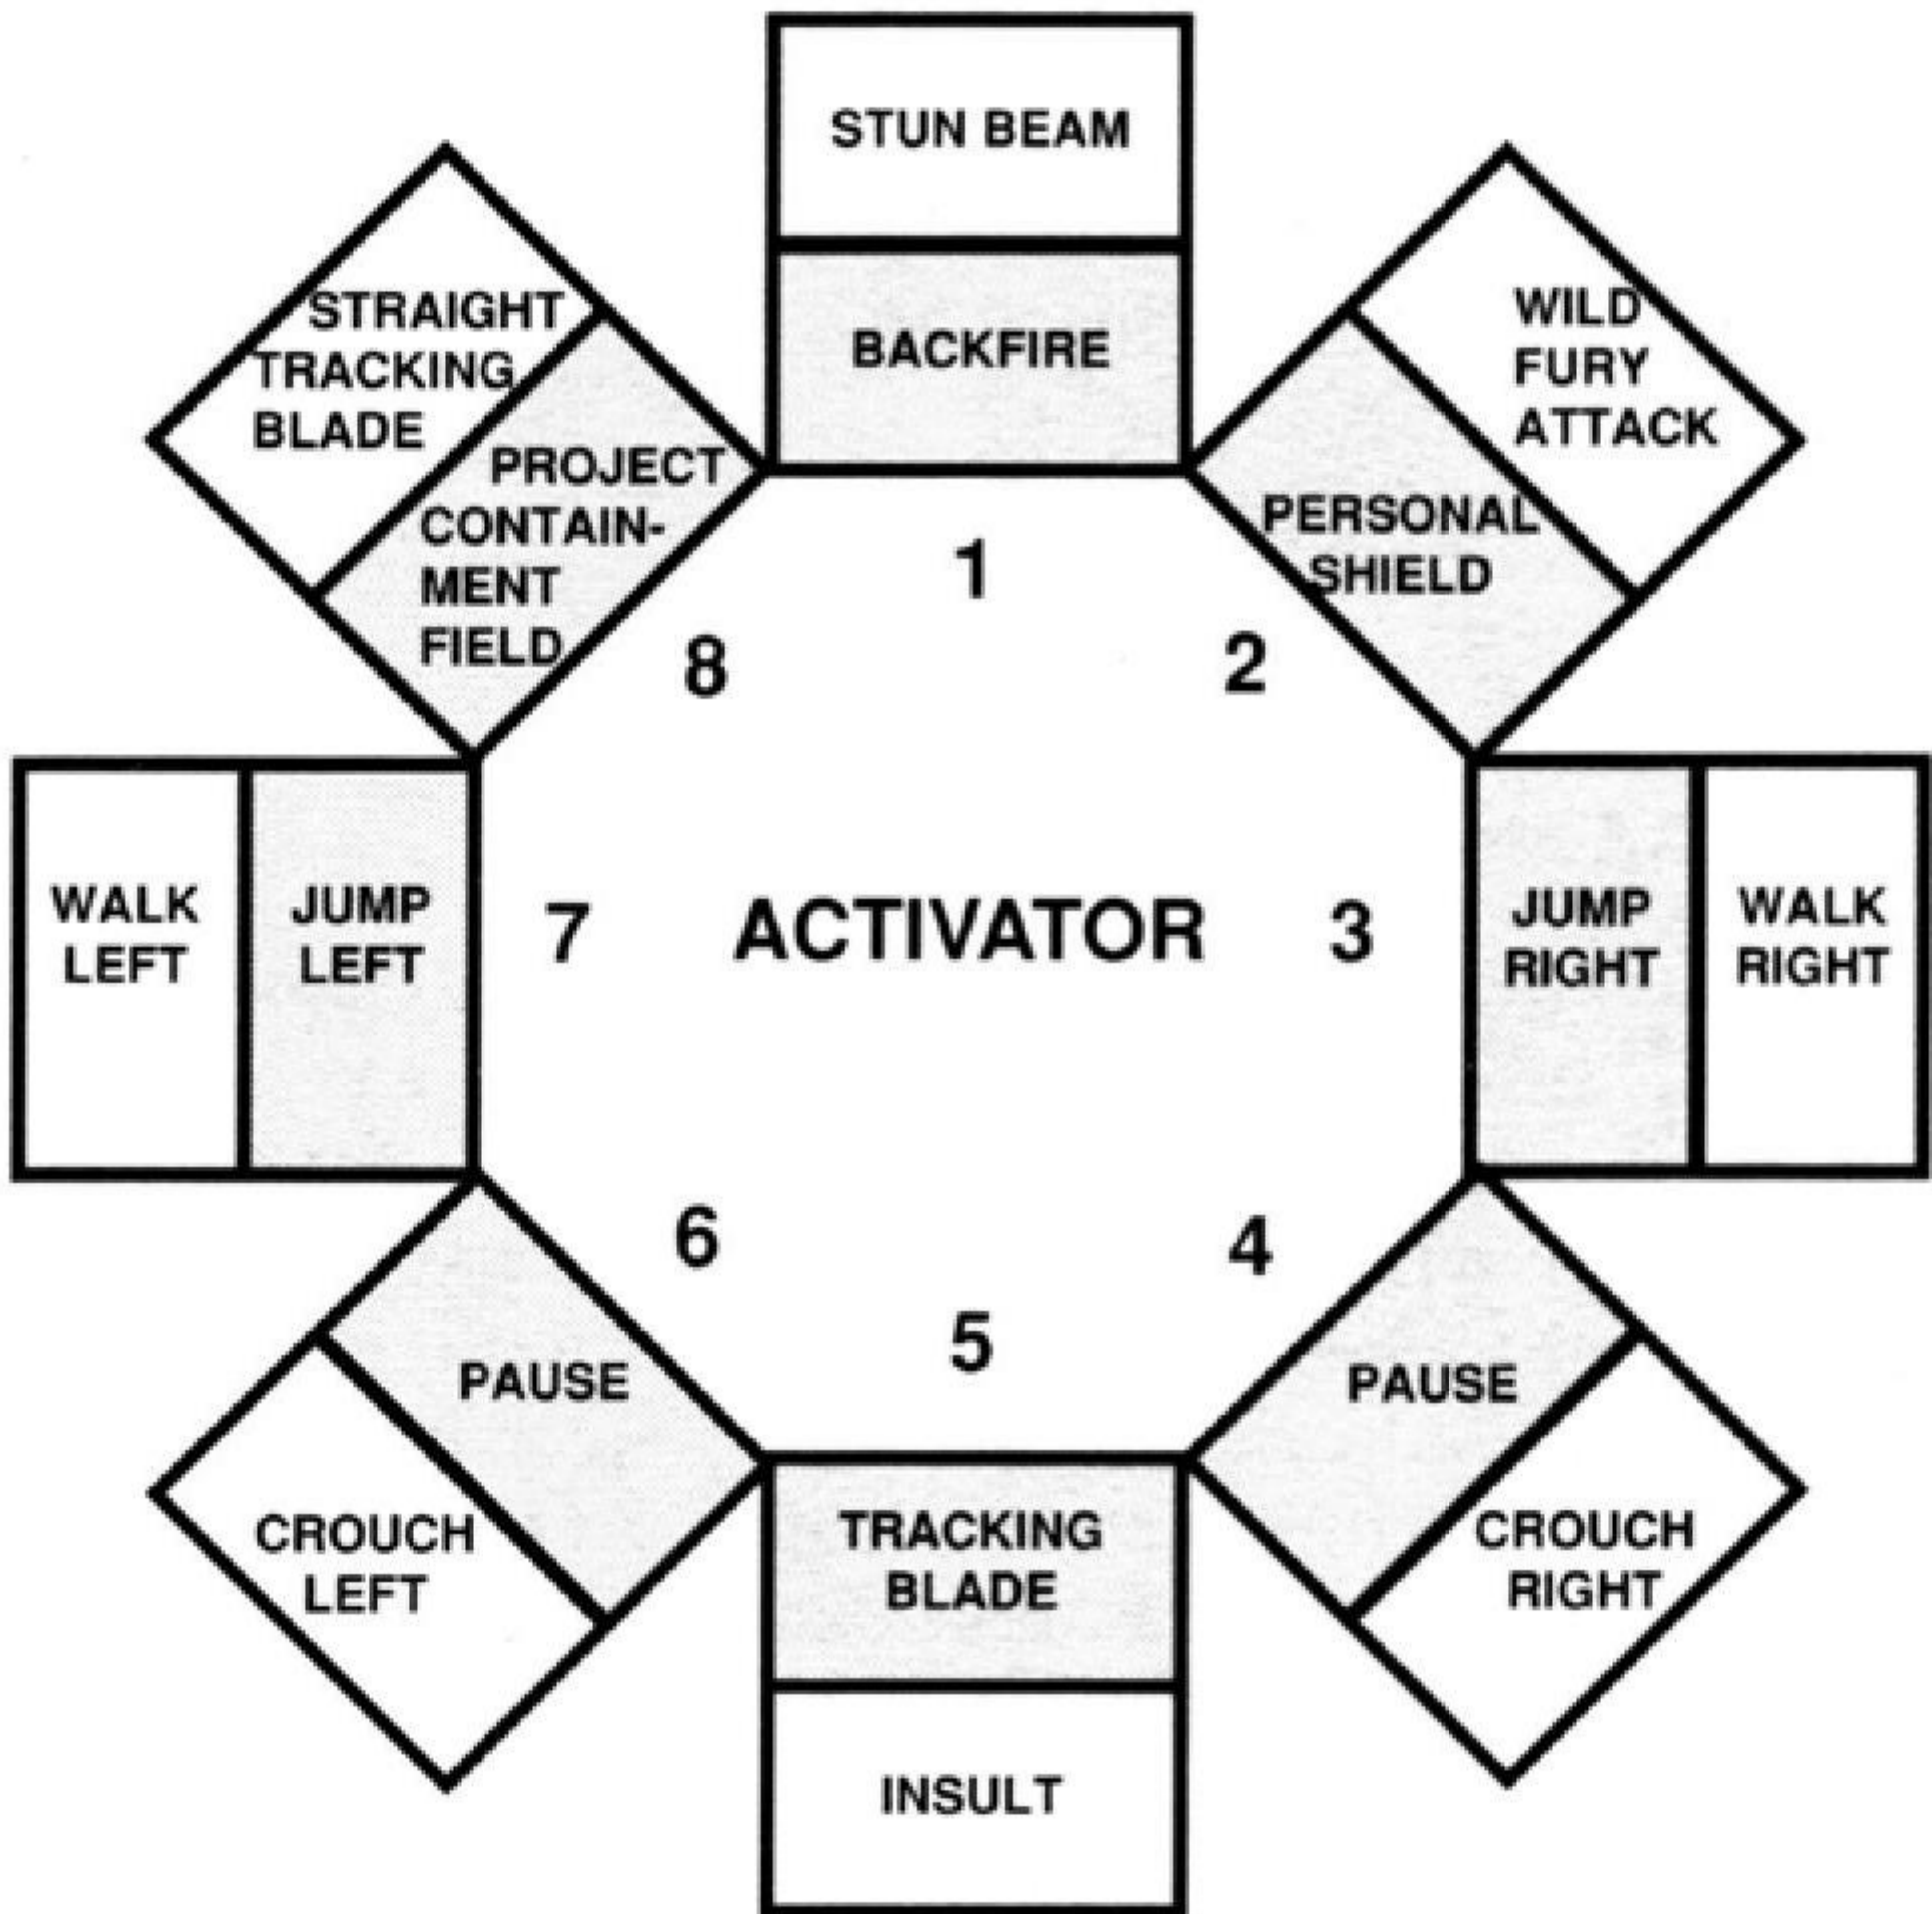 STUN BEAM
BACKFIRE
1
WILD
FURY
ATTACK
PERSONAL
SHIELD
2
JUMP
RIGHT
WALK
RIGHT
3
PAUSE
CROUCH
RIGHT
4
5
TRACKING
BLADE
INSULT
6
PAUSE
CROUCH
LEFT
WALK
LEFT
JUMP
LEFT
7
STRAIGHT
TRACKING
BLADE
PROJECT
CONTAIN-
MENT
FIELD
8
ACTIVATOR